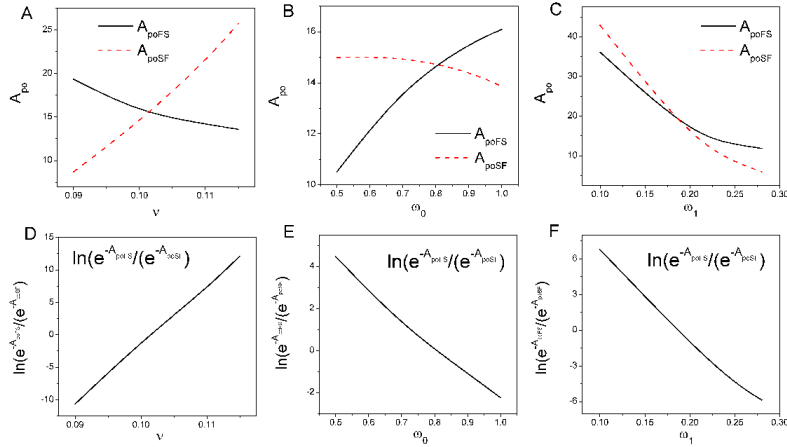 A
A_poFS
A_poSF
A_po
25
20
15
10
0.09 0.10 0.11
ν
B
A_po
16
14
12
10
A_poFS
A_poSF
0.5 0.6 0.7 0.8 0.9 1.0
ω_0
C
A_poFS
A_poSF
A_po
40
30
20
10
0.10 0.15 0.20 0.25 0.30
ω_1
D
ln(e^-A_poFS/(e^-A_poSF)
15
10
5
0
-5
-10
-15
0.09 0.10 0.11
ν
E
ln(e^-A_poFS/(e^-A_poSF)
4
2
0
-2
0.5 0.6 0.7 0.8 0.9 1.0
ω_0
F
ln(e^-A_poFS/(e^-A_poSF)
6
3
0
-3
-6
0.10 0.15 0.20 0.25 0.30
ω_1